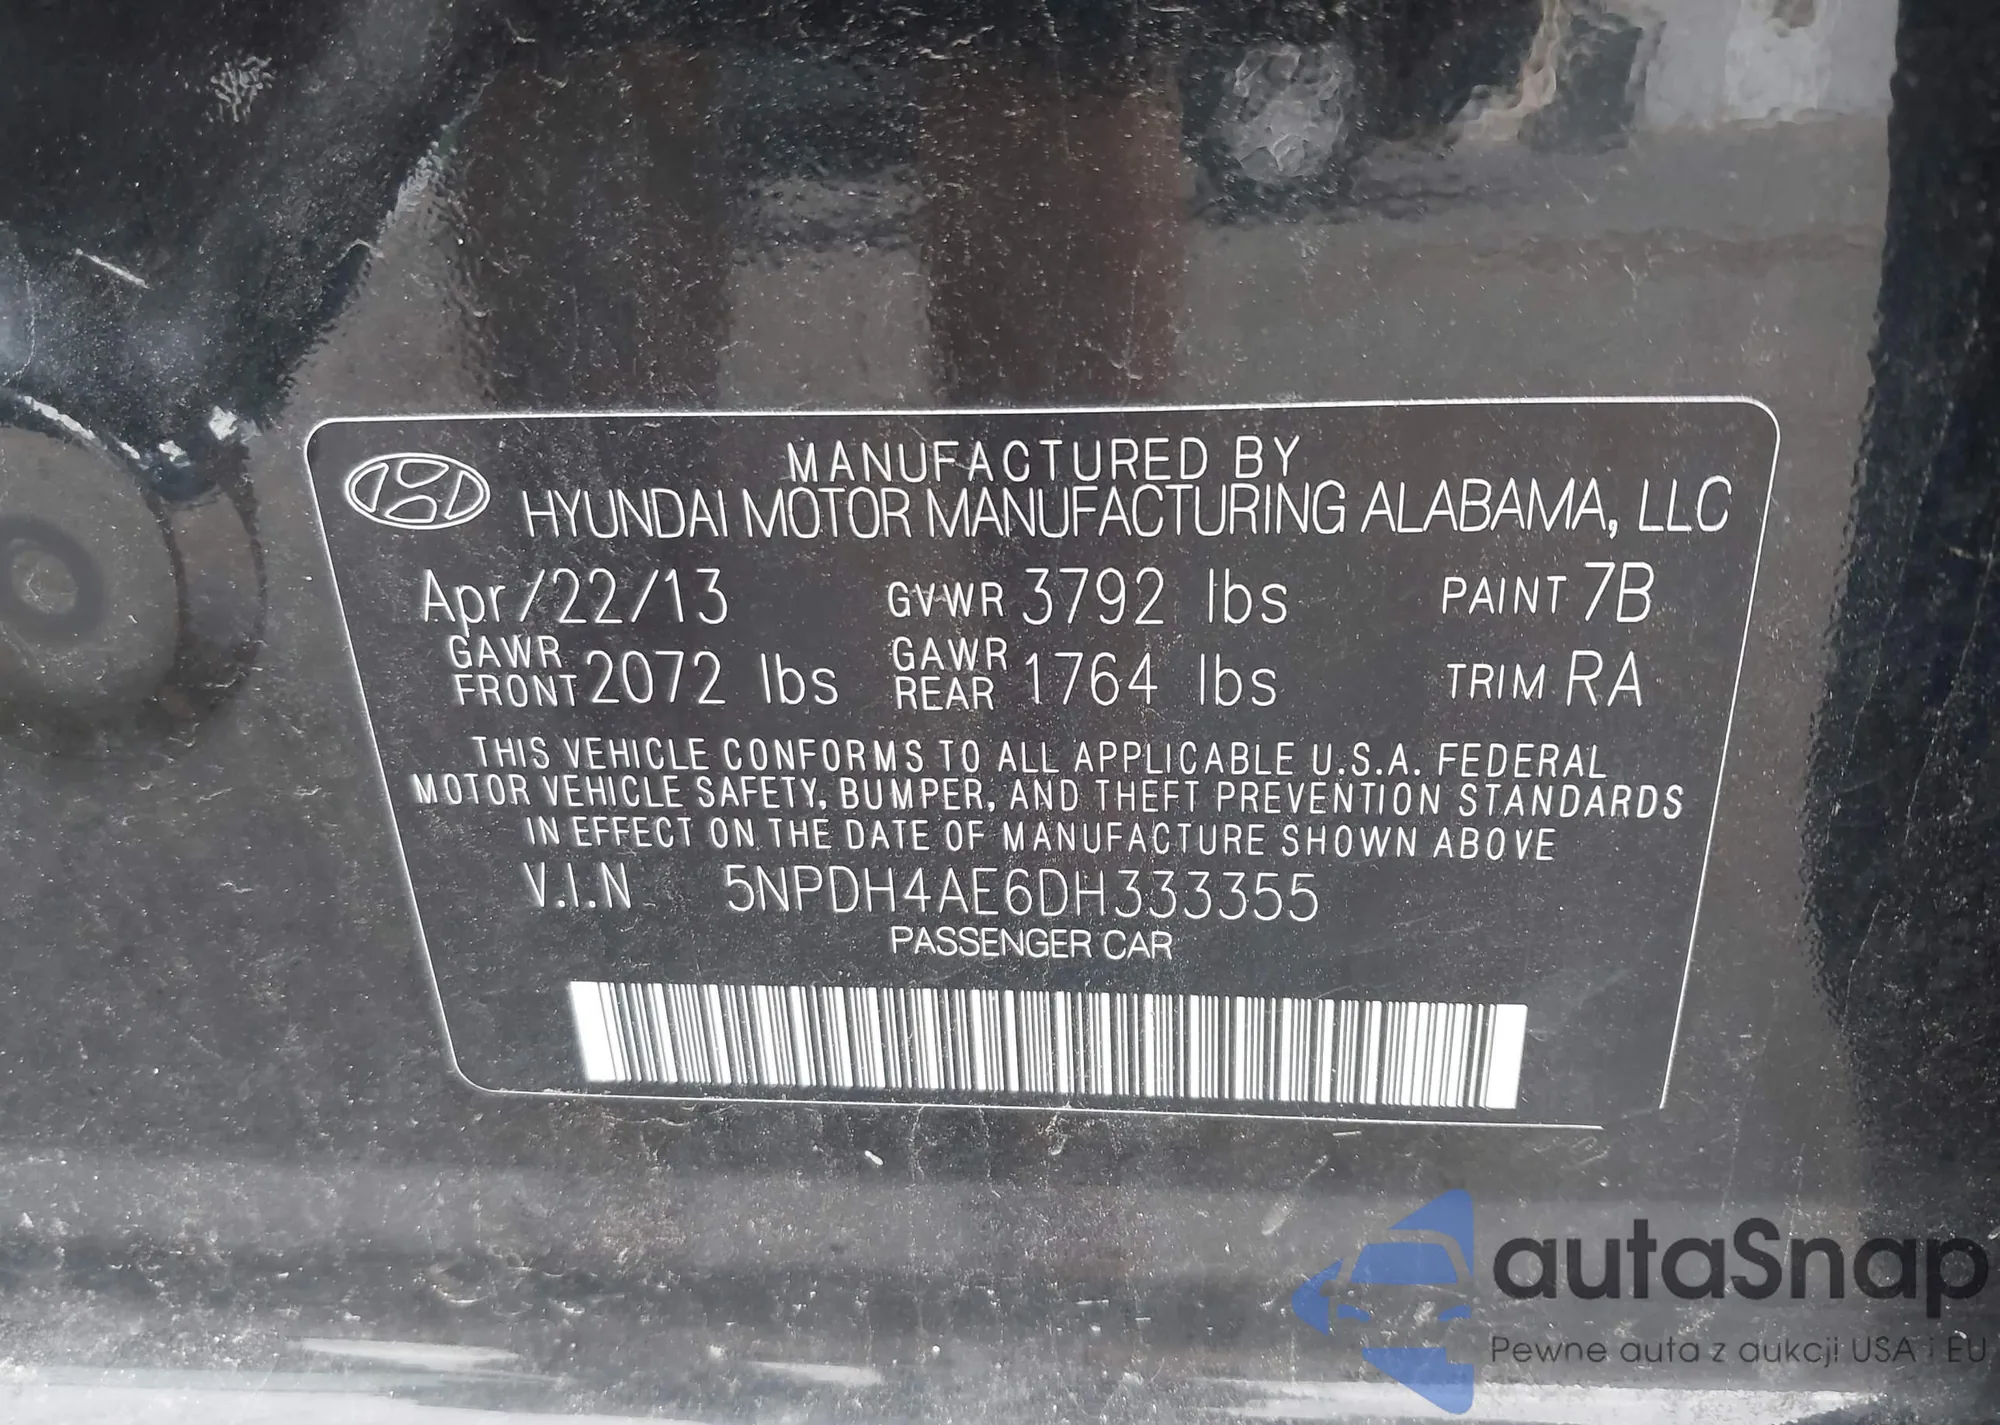 MANUFACTURED BY
HYUNDAI MOTOR MANUFACTURING ALABAMA, LLC
Apr/22/13 GVWR 3792 lbs PAINT 7B
GAWR FRONT 2072 lbs GAWR REAR 1764 lbs TRIM RA
THIS VEHICLE CONFORMS TO ALL APPLICABLE U.S.A. FEDERAL
MOTOR VEHICLE SAFETY, BUMPER, AND THEFT PREVENTION STANDARDS
IN EFFECT ON THE DATE OF MANUFACTURE SHOWN ABOVE
V.I.N 5NPDH4AE6DH333355
PASSENGER CAR
autaSnap
Pewne auta z aukcji USA i EU